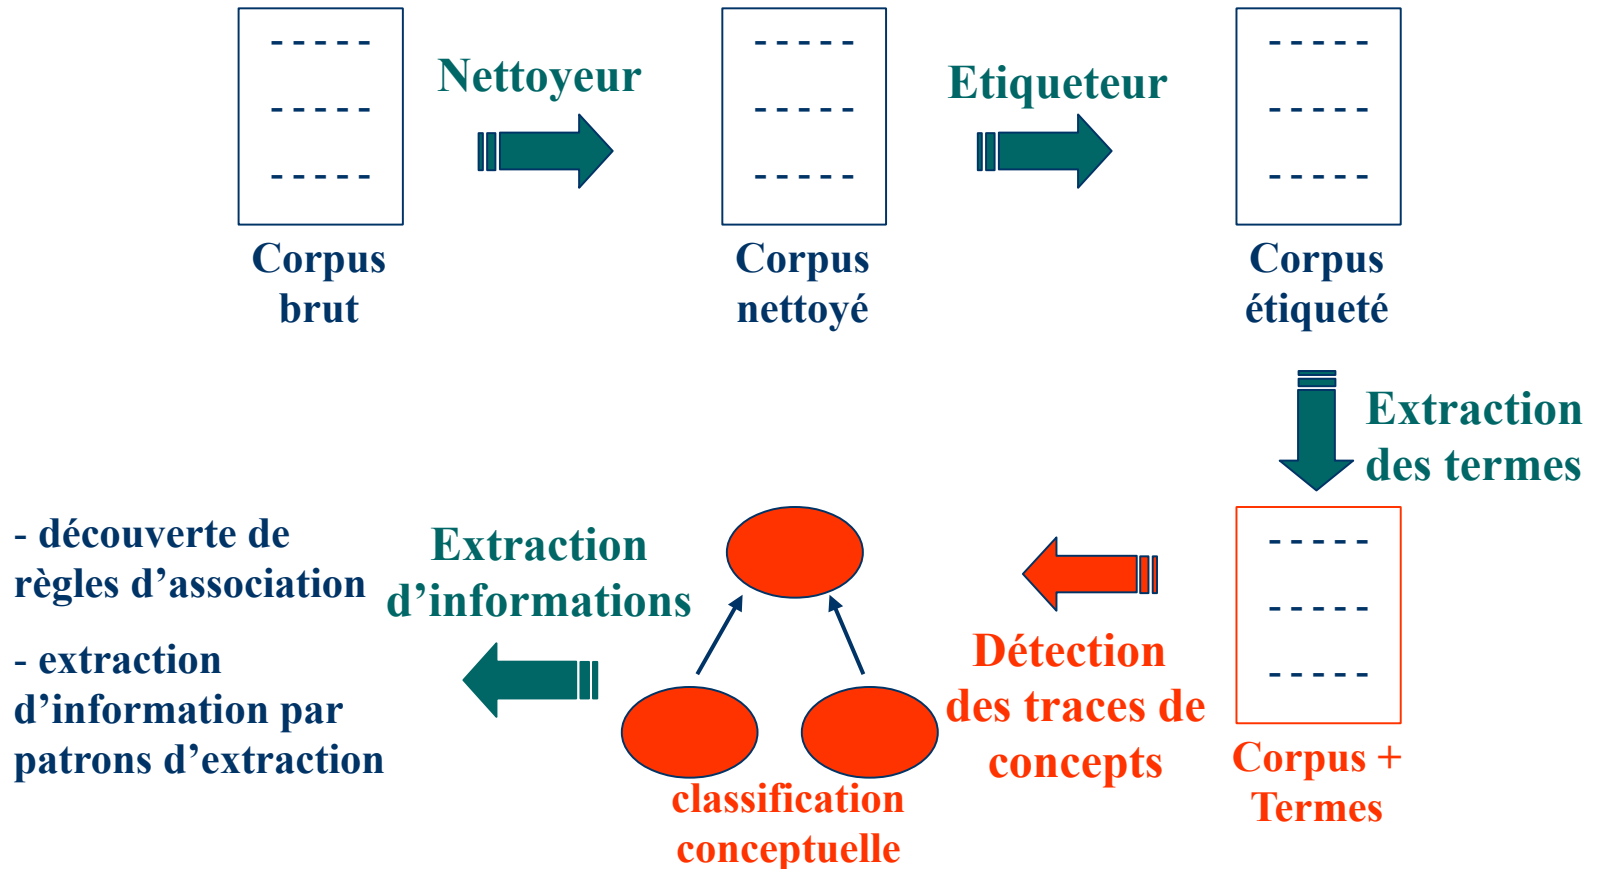 Nettoyeur
Etiqueteur
Corpus
brut
Corpus
nettoyé
Corpus
étiqueté
Extraction
des termes
Corpus +
Termes
Détection
des traces de
concepts
classification
conceptuelle
Extraction
d’informations
- découverte de
règles d’association
- extraction
d’information par
patrons d’extraction